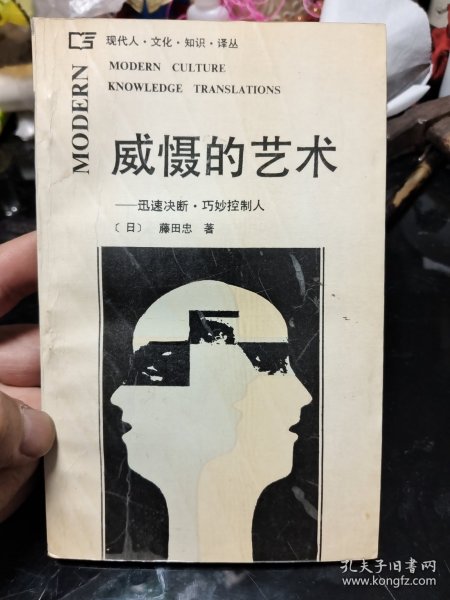 现代人·文化·知识·译丛
MODERN CULTURE
KNOWLEDGE TRANSLATIONS
MODERN
威慑的艺术
——迅速决断·巧妙控制人
〔日〕 藤田忠 著
孔夫子旧书网
www.kongfz.com